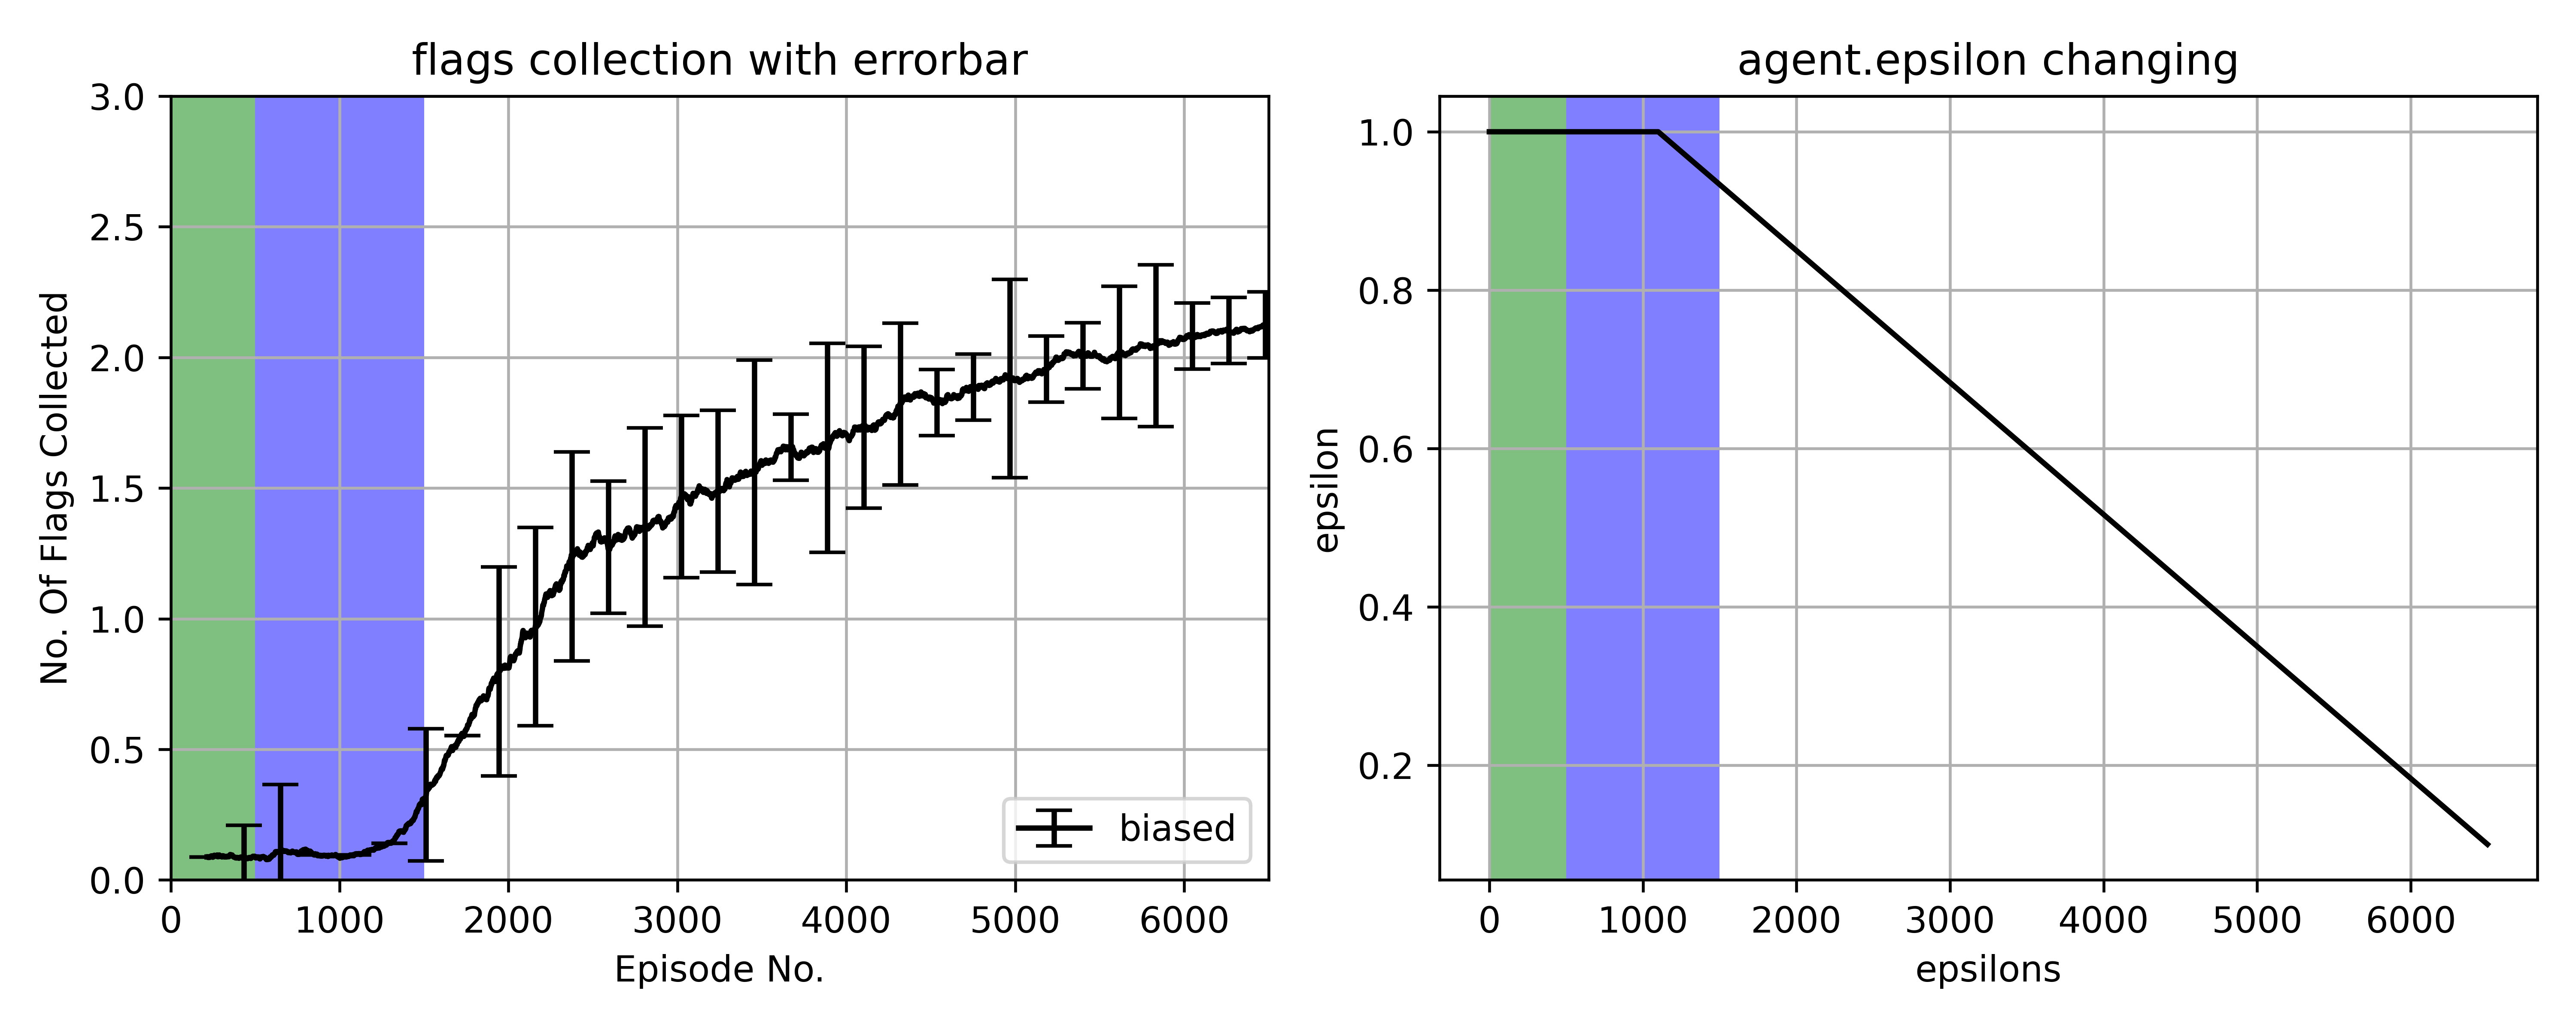 flags collection with errorbar
3.0
2.5
2.0
1.5
1.0
0.5
0.0
No. Of Flags Collected
0 1000 2000 3000 4000 5000 6000
Episode No.
biased
agent.epsilon changing
1.0
0.8
0.6
0.4
0.2
epsilon
0 1000 2000 3000 4000 5000 6000
epsilons